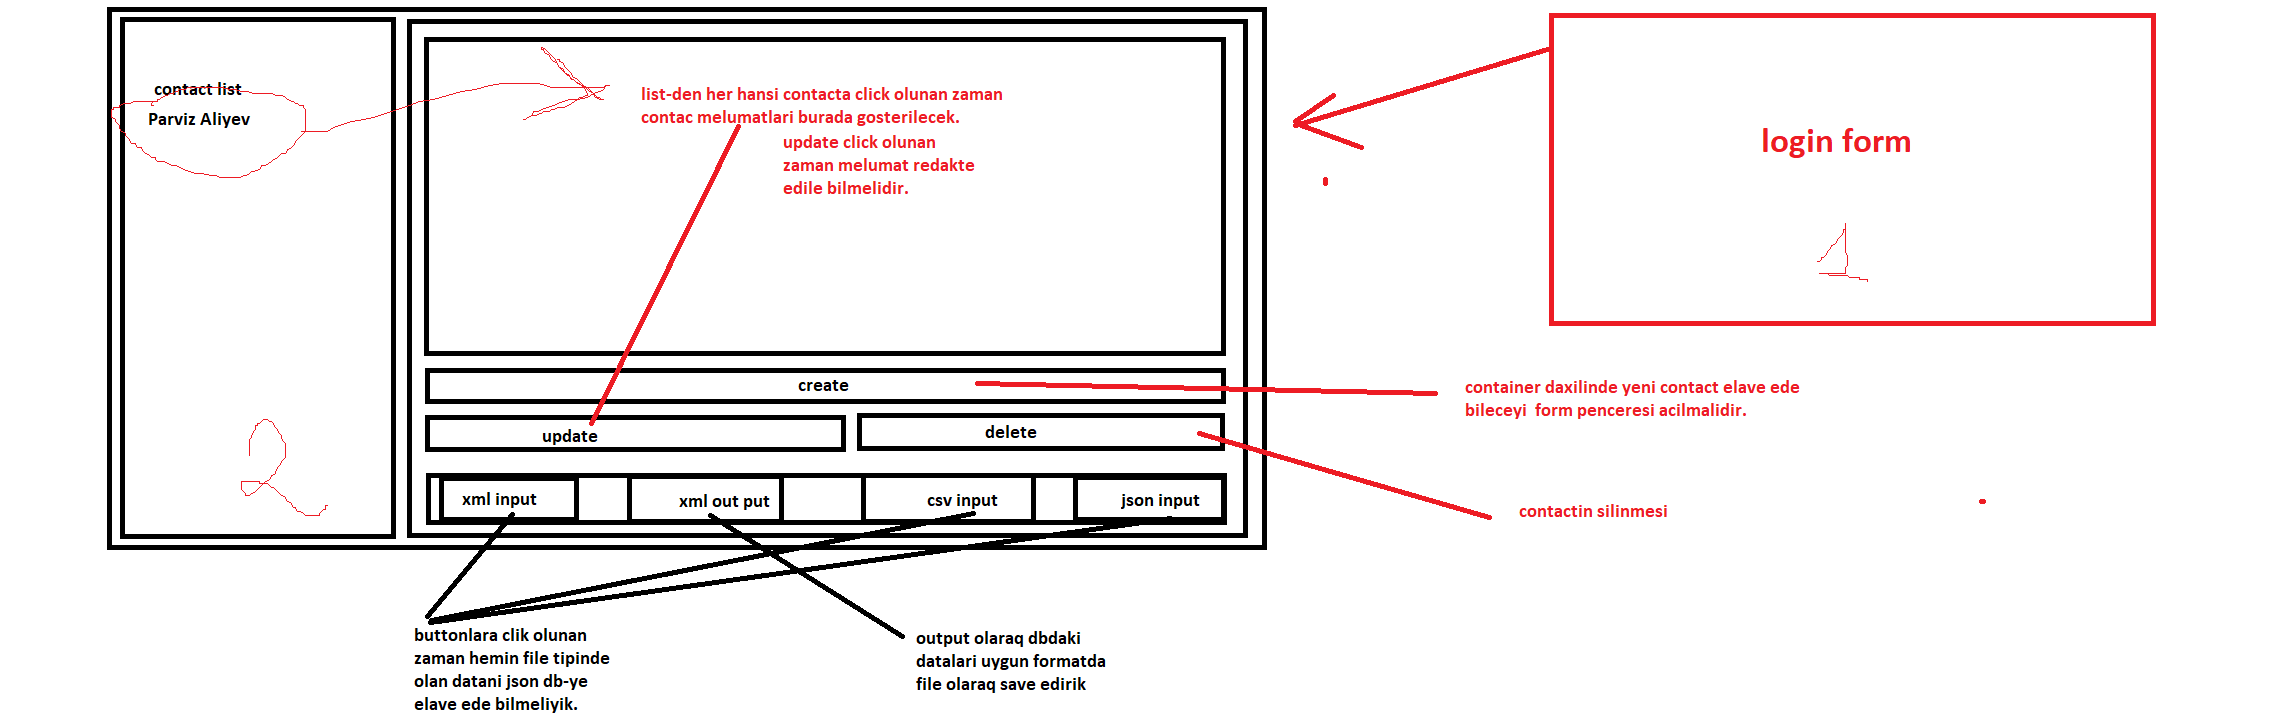 contact list
Parviz Aliyev
2
list-den her hansi contacta click olunan zaman
contac melumatlari burada gosterilecek.
update click olunan
zaman melumat redakte
edile bilmelidir.
create
update
delete
xml input
xml out put
csv input
json input
login form
1
container daxilinde yeni contact elave ede
bileceyi form penceresi acilmalidir.
contactin silinmesi
buttonlara clik olunan
zaman hemin file tipinde
olan datani json db-ye
elave ede bilmeliyik.
output olaraq dbdaki
datalari uygun formatda
file olaraq save edirik